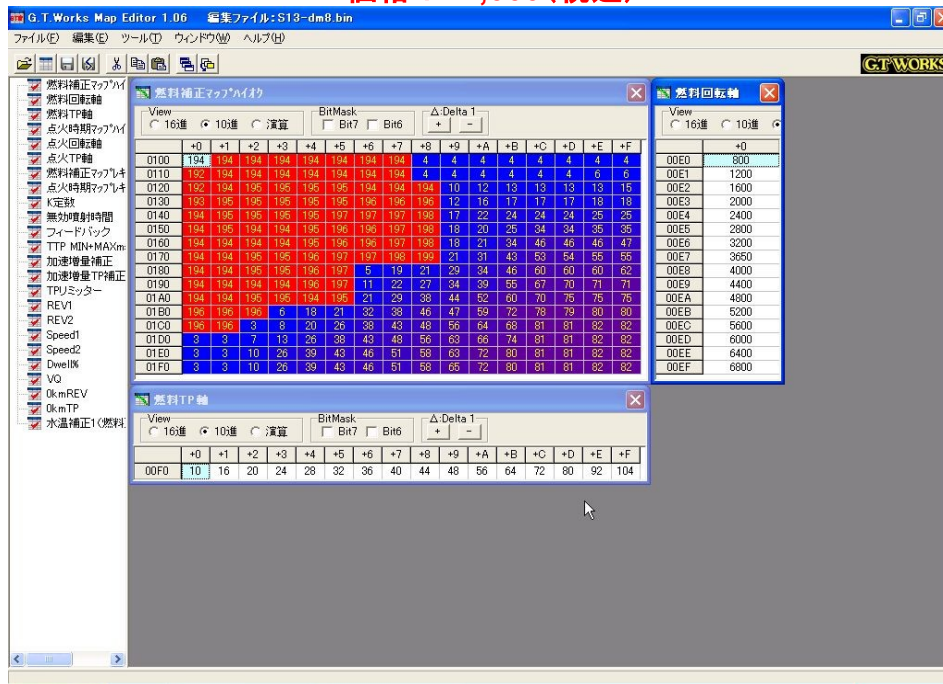 G.T.Works Map Editor 1.06 編集ファイル:S13-dm8.bin
ファイル(F) 編集(E) ツール(T) ウィンドウ(W) ヘルプ(H)
G.T.WORKS
燃料補正マップハイ
燃料回転軸
燃料TP軸
点火時期マップハイ
点火回転軸
点火TP軸
燃料補正マップレキ
点火時期マップレキ
K定数
無効噴射時間
フィードバック
TTP MIN+MAXm
加速増量補正
加速増量TP補正
TPリミッター
REV1
REV2
Speed1
Speed2
Dwell%
VQ
0kmREV
0kmTP
水温補正1(燃料
燃料補正マップハイオク
View
16進 10進 演算
BitMask
Bit7 Bit6
Δ:Delta 1
+ -
+0 +1 +2 +3 +4 +5 +6 +7 +8 +9 +A +B +C +D +E +F
0100 194 194 194 194 194 194 194 194 4 4 4 4 4 4 4 4
0110 192 194 194 194 194 194 194 194 4 4 4 4 4 4 6 6
0120 192 194 195 195 195 195 194 194 194 10 12 13 13 13 13 15
0130 193 195 195 195 195 195 196 196 196 12 16 17 17 17 18 18
0140 194 195 195 195 195 195 197 197 198 17 22 24 24 24 25 25
0150 194 194 195 194 195 196 196 197 198 18 20 25 34 34 35 35
0160 194 194 194 194 195 196 196 197 198 18 21 34 46 46 46 47
0170 194 194 195 195 196 197 197 198 199 21 31 43 53 54 55 55
0180 194 194 195 195 196 197 5 19 21 29 34 46 60 60 60 62
0190 194 194 194 194 196 197 11 22 27 34 39 55 67 70 71 71
01A0 194 194 195 195 194 195 21 29 38 44 52 60 70 75 75 75
01B0 196 196 196 6 18 21 32 38 46 47 59 72 78 79 80 80
01C0 196 196 3 8 20 26 38 43 48 56 64 68 81 81 82 82
01D0 3 3 7 13 26 38 43 48 56 63 66 74 81 81 82 82
01E0 3 3 10 26 39 43 46 51 58 63 72 80 81 81 82 82
01F0 3 3 10 26 39 43 46 51 58 65 72 80 81 81 82 82
燃料回転軸
View
16進 10進
+0
00E0 800
00E1 1200
00E2 1600
00E3 2000
00E4 2400
00E5 2800
00E6 3200
00E7 3650
00E8 4000
00E9 4400
00EA 4800
00EB 5200
00EC 5600
00ED 6000
00EE 6400
00EF 6800
燃料TP軸
View
16進 10進 演算
BitMask
Bit7 Bit6
Δ:Delta 1
+ -
+0 +1 +2 +3 +4 +5 +6 +7 +8 +9 +A +B +C +D +E +F
00F0 10 16 20 24 28 32 36 40 44 48 56 64 72 80 92 104